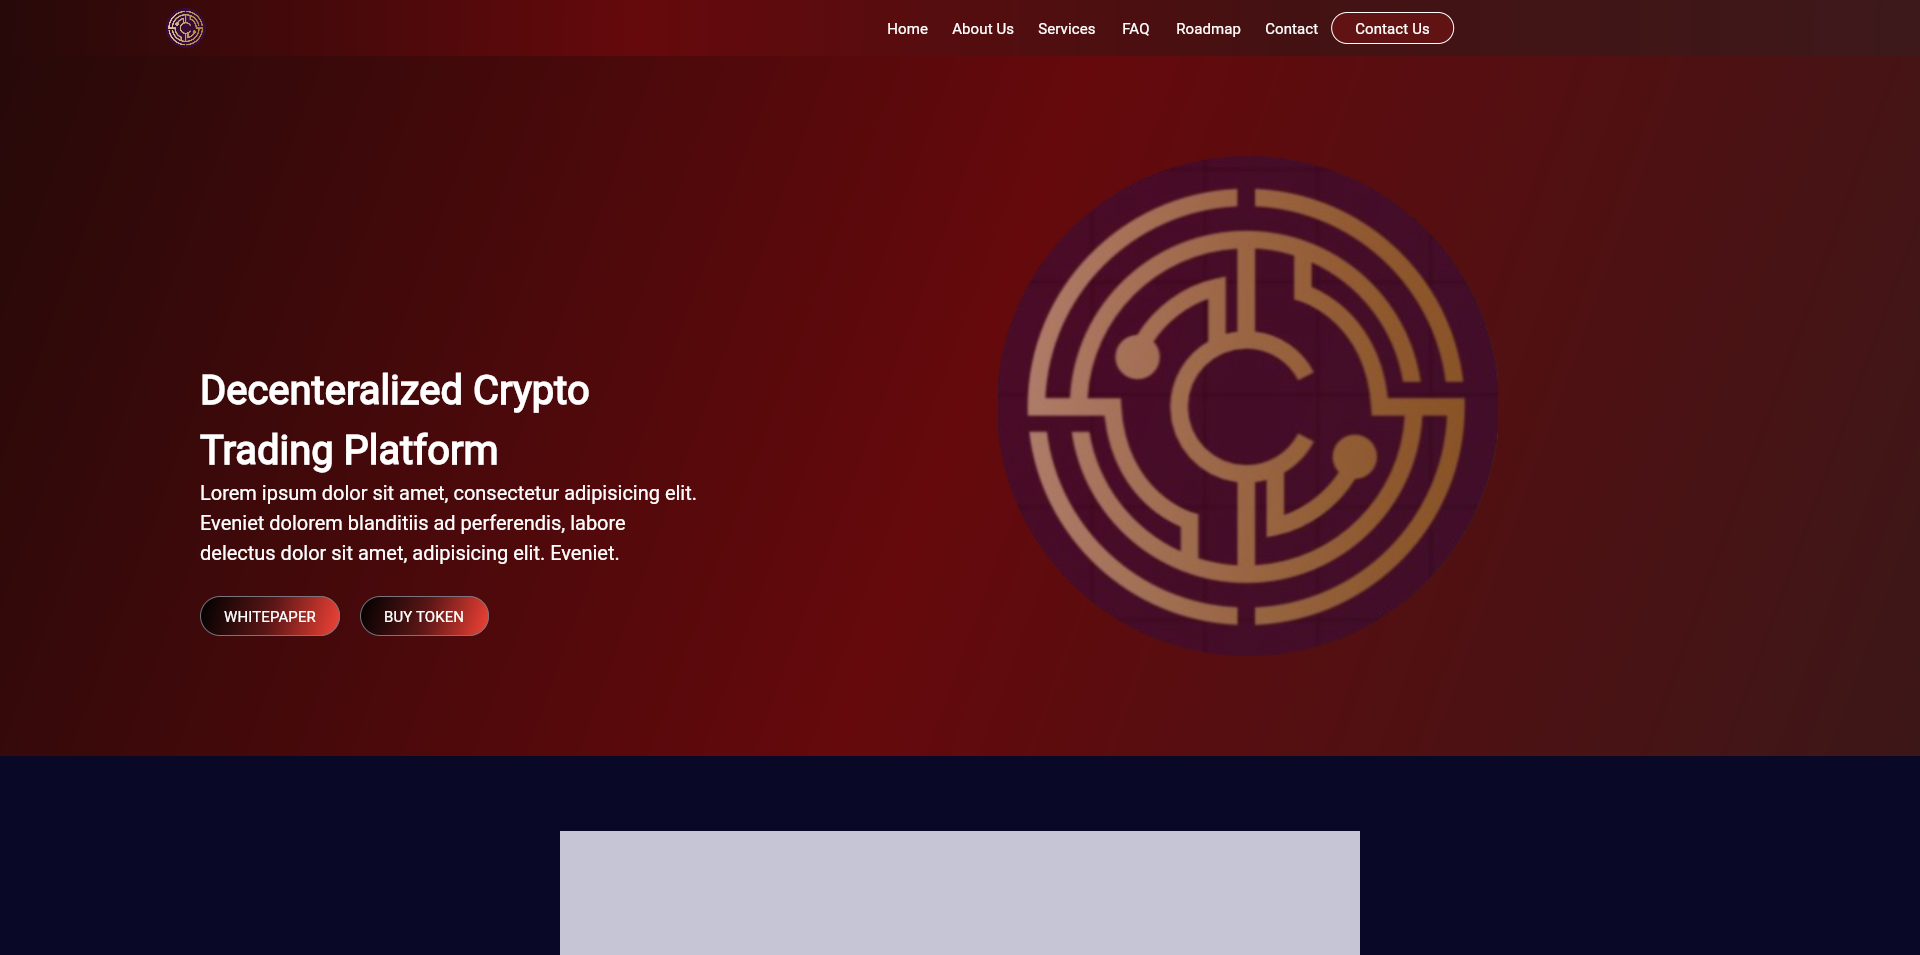 Home About Us Services FAQ Roadmap Contact Contact Us
Decenteralized Crypto
Trading Platform
Lorem ipsum dolor sit amet, consectetur adipisicing elit.
Eveniet dolorem blanditiis ad perferendis, labore
delectus dolor sit amet, adipisicing elit. Eveniet.
WHITEPAPER BUY TOKEN